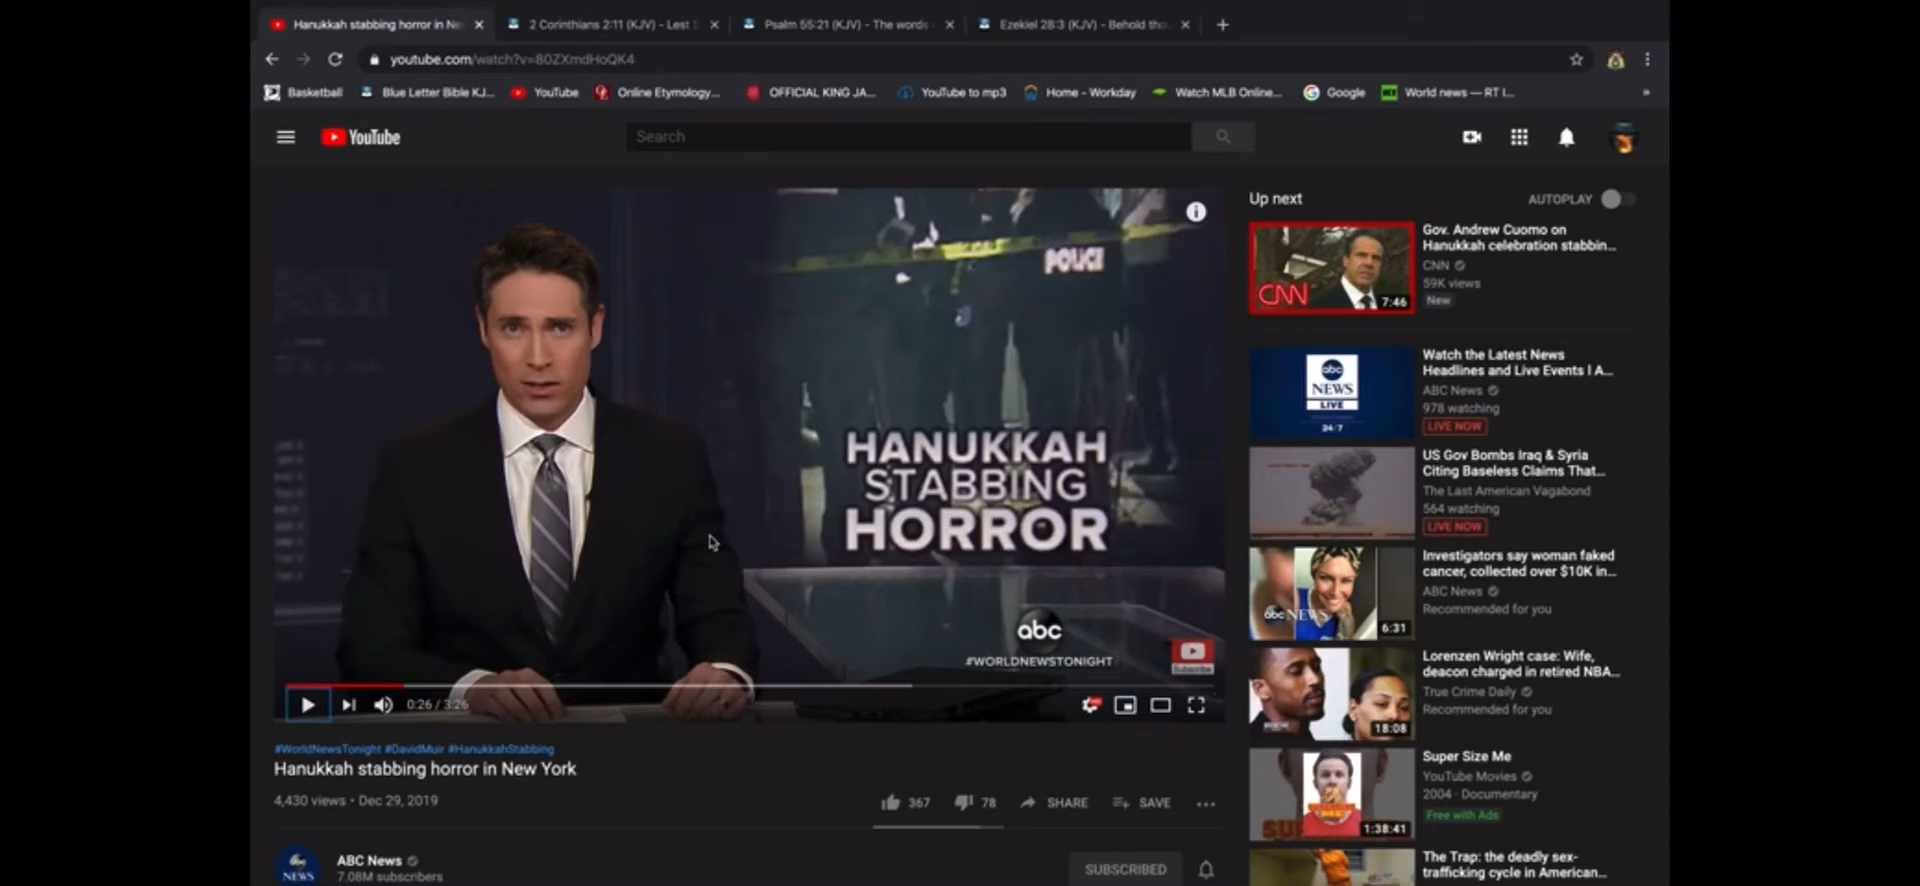 Hanukkah stabbing horror in Ne
2 Corinthians 2:11 (KJV) - Lest
Psalm 55:21 (KJV) - The words
Ezekiel 28:3 (KJV) - Behold tho
youtube.com/watch?v=80ZXmdHoQK4
Basketball
Blue Letter Bible KJ...
YouTube
Online Etymology...
OFFICIAL KING JA...
YouTube to mp3
Home - Workday
Watch MLB Online...
Google
World news — RT I...
YouTube
Search
POLICE
HANUKKAH
STABBING
HORROR
abc
#WORLDNEWSTONIGHT
Subscribe
0:26 / 3:26
#WorldNewsTonight #DavidMuir #HanukkahStabbing
Hanukkah stabbing horror in New York
4,430 views • Dec 29, 2019
367
78
SHARE
SAVE
abc
NEWS
ABC News
7.08M subscribers
SUBSCRIBED
Up next
AUTOPLAY
CNN
7:46
Gov. Andrew Cuomo on
Hanukkah celebration stabbin...
CNN
59K views
New
abc
NEWS
LIVE
24/7
Watch the Latest News
Headlines and Live Events I A...
ABC News
978 watching
LIVE NOW
US Gov Bombs Iraq & Syria
Citing Baseless Claims That...
The Last American Vagabond
564 watching
LIVE NOW
abc NEWS
6:31
Investigators say woman faked
cancer, collected over $10K in...
ABC News
Recommended for you
18:08
Lorenzen Wright case: Wife,
deacon charged in retired NBA...
True Crime Daily
Recommended for you
1:38:41
Super Size Me
YouTube Movies
2004 · Documentary
Free with Ads
The Trap: the deadly sex-
trafficking cycle in American...